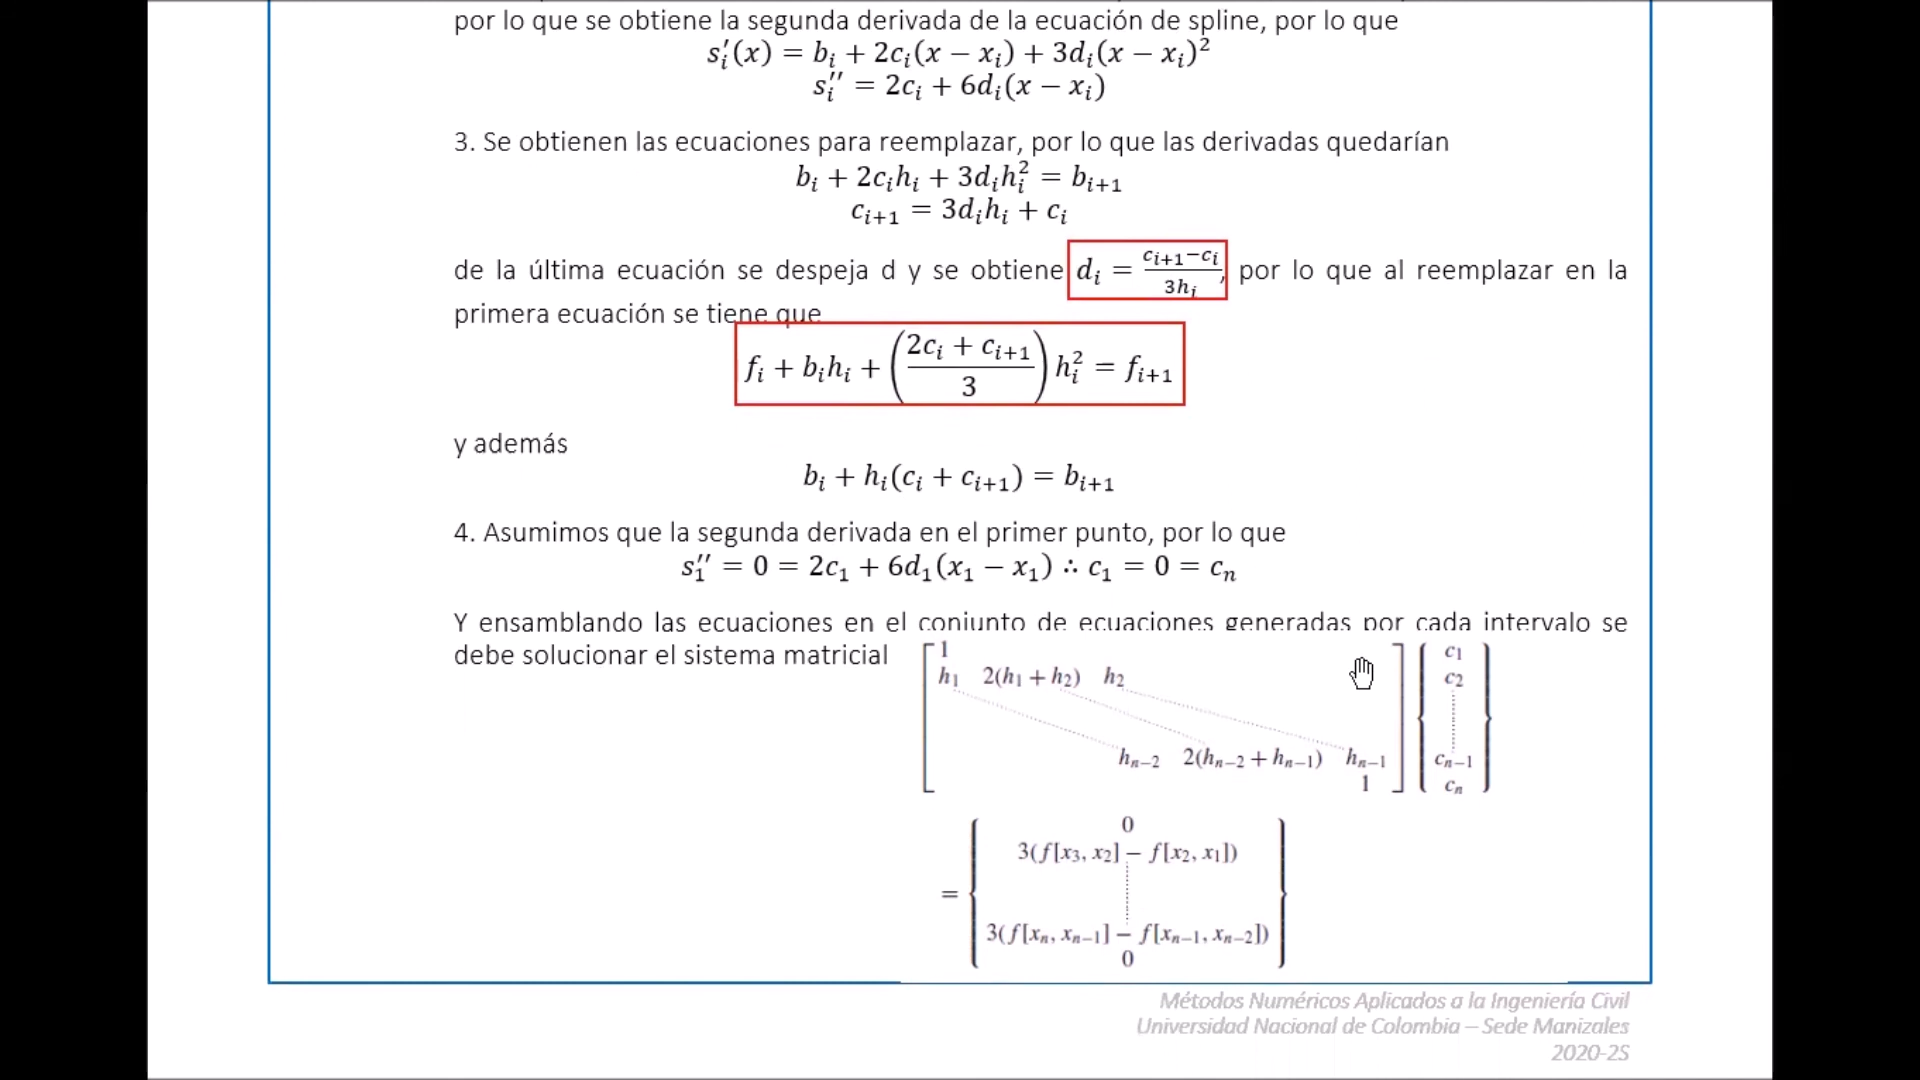 por lo que se obtiene la segunda derivada de la ecuación de spline, por lo que
s′ᵢ(x) = bᵢ + 2cᵢ(x − xᵢ) + 3dᵢ(x − xᵢ)²
s″ᵢ = 2cᵢ + 6dᵢ(x − xᵢ)
3. Se obtienen las ecuaciones para reemplazar, por lo que las derivadas quedarían
bᵢ + 2cᵢhᵢ + 3dᵢhᵢ² = bᵢ₊₁
cᵢ₊₁ = 3dᵢhᵢ + cᵢ
de la última ecuación se despeja d y se obtiene dᵢ = (cᵢ₊₁−cᵢ)/(3hᵢ), por lo que al reemplazar en la
primera ecuación se tiene que
fᵢ + bᵢhᵢ + ((2cᵢ + cᵢ₊₁)/3) hᵢ² = fᵢ₊₁
y además
bᵢ + hᵢ(cᵢ + cᵢ₊₁) = bᵢ₊₁
4. Asumimos que la segunda derivada en el primer punto, por lo que
s″₁ = 0 = 2c₁ + 6d₁(x₁ − x₁) ∴ c₁ = 0 = cₙ
Y ensamblando las ecuaciones en el conjunto de ecuaciones generadas por cada intervalo se
debe solucionar el sistema matricial
1 c₁
h₁ 2(h₁ + h₂) h₂ c₂
hₙ₋₂ 2(hₙ₋₂ + hₙ₋₁) hₙ₋₁ cₙ₋₁
1 cₙ
0
3(f[x₃, x₂] − f[x₂, x₁])
=
3(f[xₙ, xₙ₋₁] − f[xₙ₋₁, xₙ₋₂])
0
Métodos Numéricos Aplicados a la Ingeniería Civil
Universidad Nacional de Colombia – Sede Manizales
2020-2S